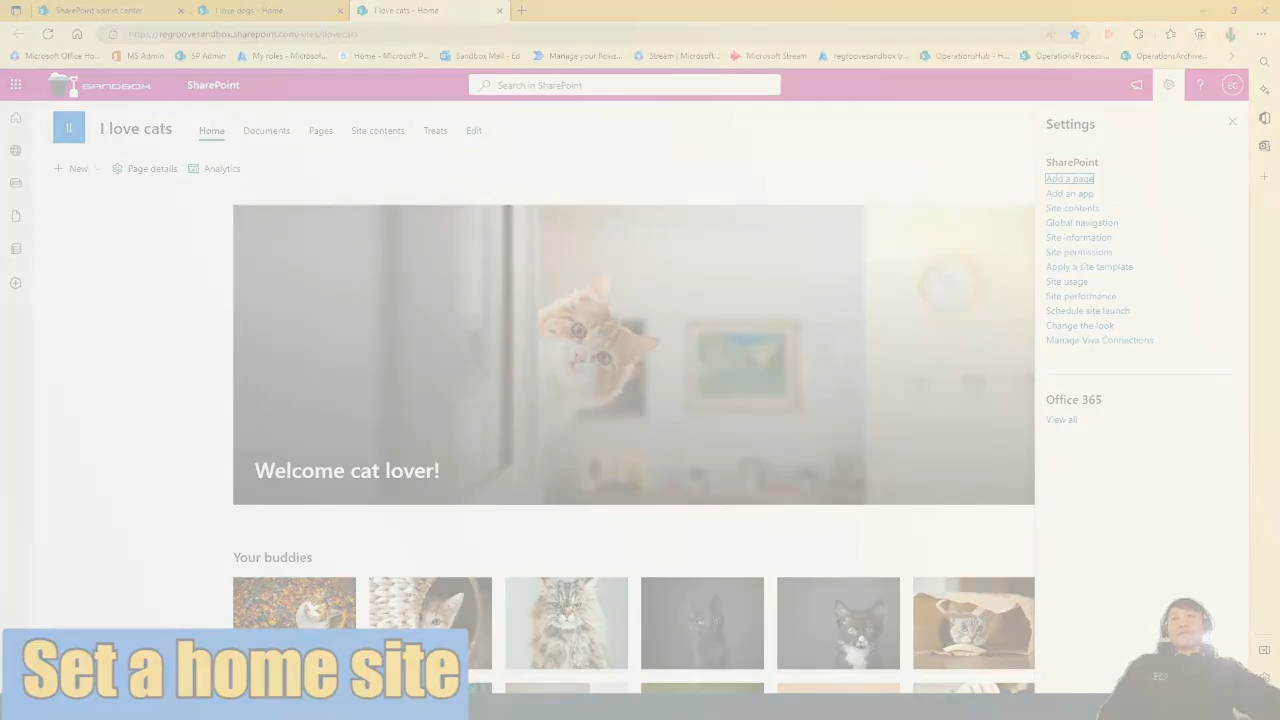 SharePoint admin center
I love dogs - Home
I love cats - Home
https://regroovesandbox.sharepoint.com/sites/ilovecats
Microsoft Office Ho...
MS Admin
SP Admin
My roles - Microsoft...
Home - Microsoft P...
Sandbox Mail - Ed
Manage your flows...
Stream | Microsoft...
Microsoft Stream
regroovesandbox (r...
OperationsHub - H...
OperationsProcessi...
OperationsArchive...
SANDBOX
SharePoint
Search in SharePoint
EC
I love cats
Home
Documents
Pages
Site contents
Treats
Edit
New
Page details
Analytics
Settings
SharePoint
Add a page
Add an app
Site contents
Global navigation
Site information
Site permissions
Apply a site template
Site usage
Site performance
Schedule site launch
Change the look
Manage Viva Connections
Office 365
View all
Welcome cat lover!
Your buddies
Set a home site